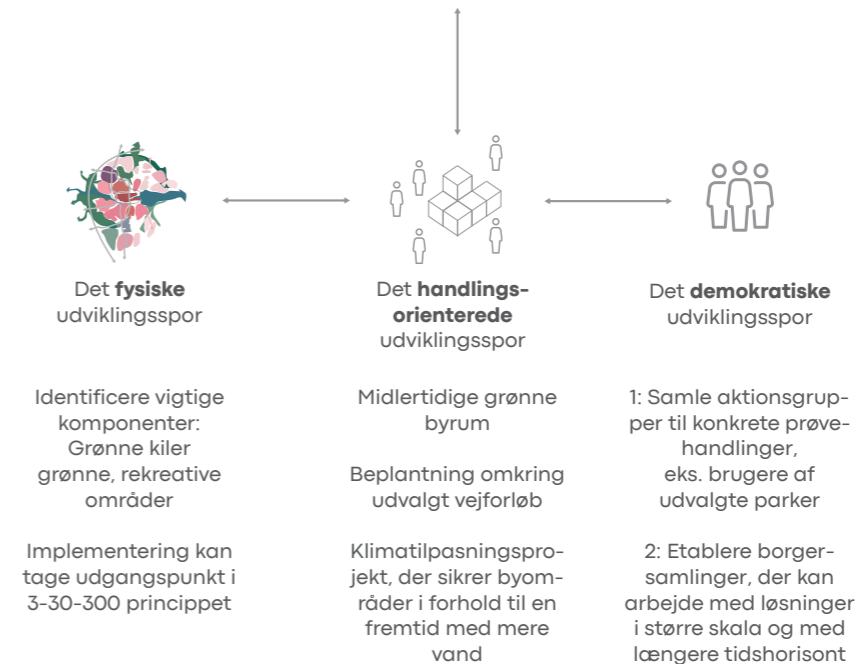 Det fysiske
udviklingsspor
Identificere vigtige
komponenter:
Grønne kiler
grønne, rekreative
områder
Implementering kan
tage udgangspunkt i
3-30-300 princippet
Det handlings-
orienterede
udviklingsspor
Midlertidige grønne
byrum
Beplantning omkring
udvalgt vejforløb
Klimatilpasningspro-
jekt, der sikrer byom-
råder i forhold til en
fremtid med mere
vand
Det demokratiske
udviklingsspor
1: Samle aktionsgrup-
per til konkrete prøve-
handlinger,
eks. brugere af
udvalgte parker
2: Etablere borger-
samlinger, der kan
arbejde med løsninger
i større skala og med
længere tidshorisont